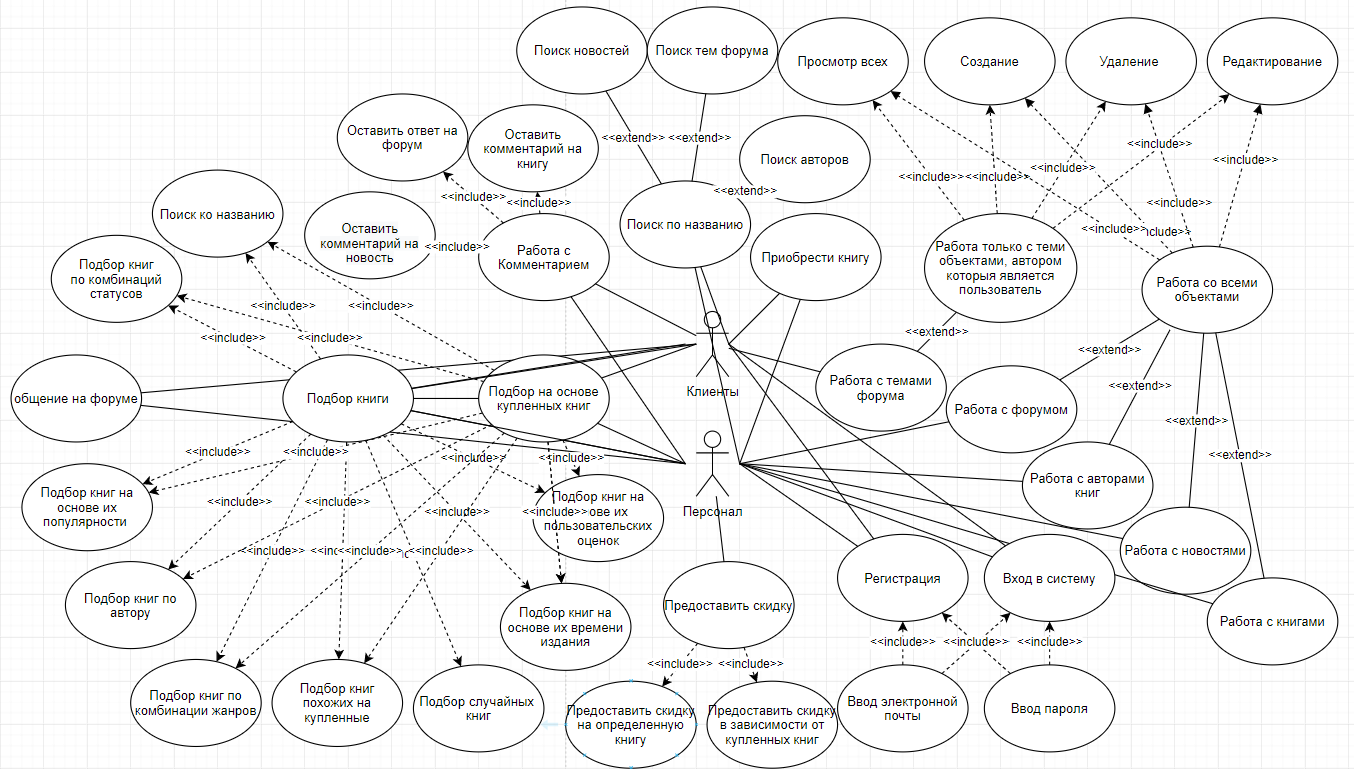 Поиск новостей
Поиск тем форума
Просмотр всех
Создание
Удаление
Редактирование
<<extend>>
<<extend>>
Оставить ответ на
форум
Оставить
комментарий на
книгу
Поиск авторов
<<include>>
<<include>>
<<include>>
<<include>>
<<include>>
<<include>>
<<extend>>
<<include>>
<<include>>
<<include>>
Поиск ко названию
Оставить
комментарий на
новость
<<include>>
Работа с
Комментарием
Поиск по названию
Приобрести книгу
Работа только с теми
объектами, автором
которыя является
пользователь
<<include>>
<<include>>
Работа со всеми
объектами
Подбор книг
по комбинаций
статусов
<<include>>
<<include>>
<<include>>
<<include>>
<<extend>>
<<extend>>
Клиенты
общение на форуме
Подбор книги
Подбор на основе
купленных книг
Работа с темами
форума
<<extend>>
Работа с форумом
<<extend>>
<<extend>>
<<include>>
<<include>>
<<include>>
<<include>>
Подбор книг на
основе их
популярности
<<include>>
<<include>>
<<include>>
<<include>>
Подбор книг на
ове их
пользовательских
оценок
Персонал
Работа с авторами
книг
<<include>>
<<include>>
<<include>>
Работа с новостями
Подбор книг по
автору
Подбор книг на
основе их времени
издания
Предоставить скидку
Регистрация
Вход в систему
Работа с книгами
<<include>>
<<include>>
<<include>>
<<include>>
<<include>>
Подбор книг по
комбинации жанров
Подбор книг
похожих на
купленные
Подбор случайных
книг
Предоставить скидку
на определенную
книгу
Предоставить скидку
в зависимости от
купленных книг
Ввод электронной
почты
Ввод пароля